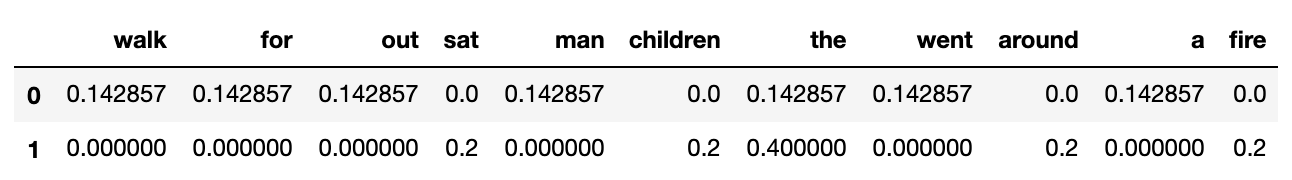 walk for out sat man children the went around a fire
0 0.142857 0.142857 0.142857 0.0 0.142857 0.0 0.142857 0.142857 0.0 0.142857 0.0
1 0.000000 0.000000 0.000000 0.2 0.000000 0.2 0.400000 0.000000 0.2 0.000000 0.2